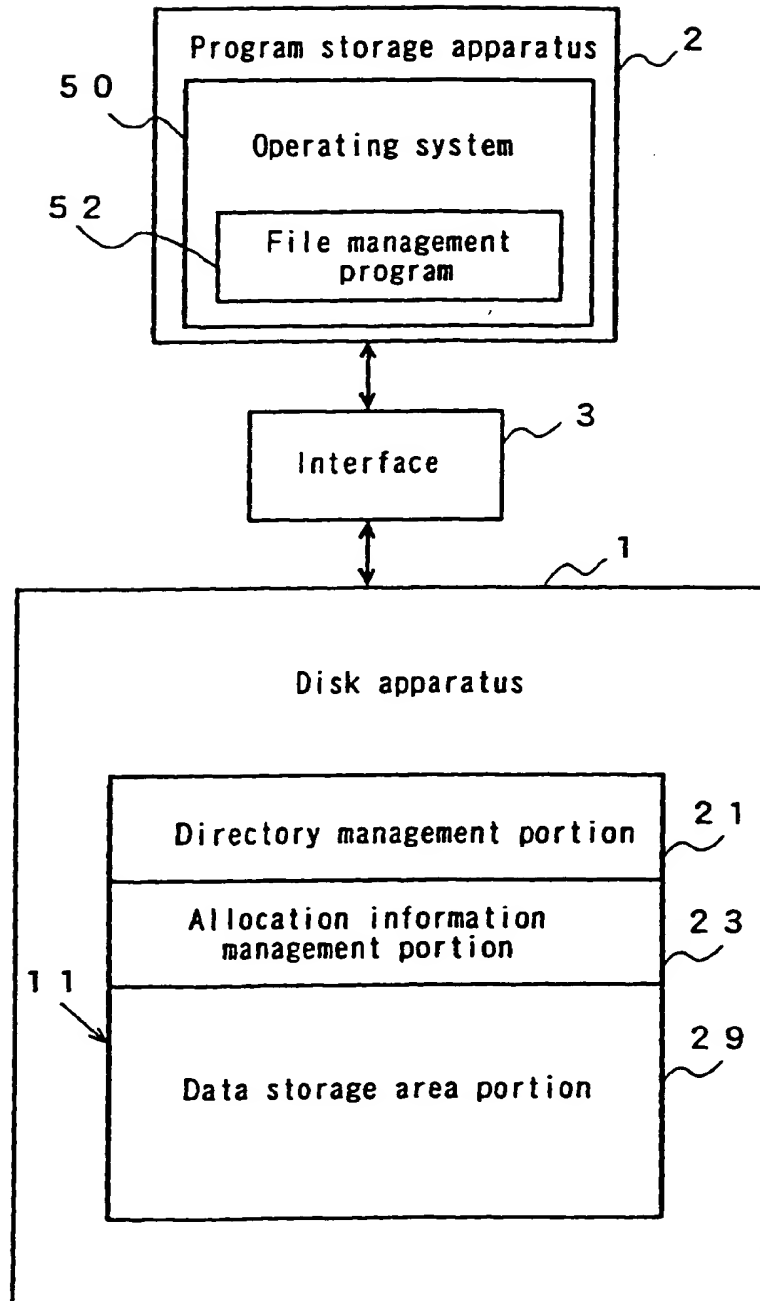 Program storage apparatus
2
50
Operating system
52
File management
program
3
Interface
1
Disk apparatus
21
Directory management portion
Allocation information
management portion
23
11
29
Data storage area portion